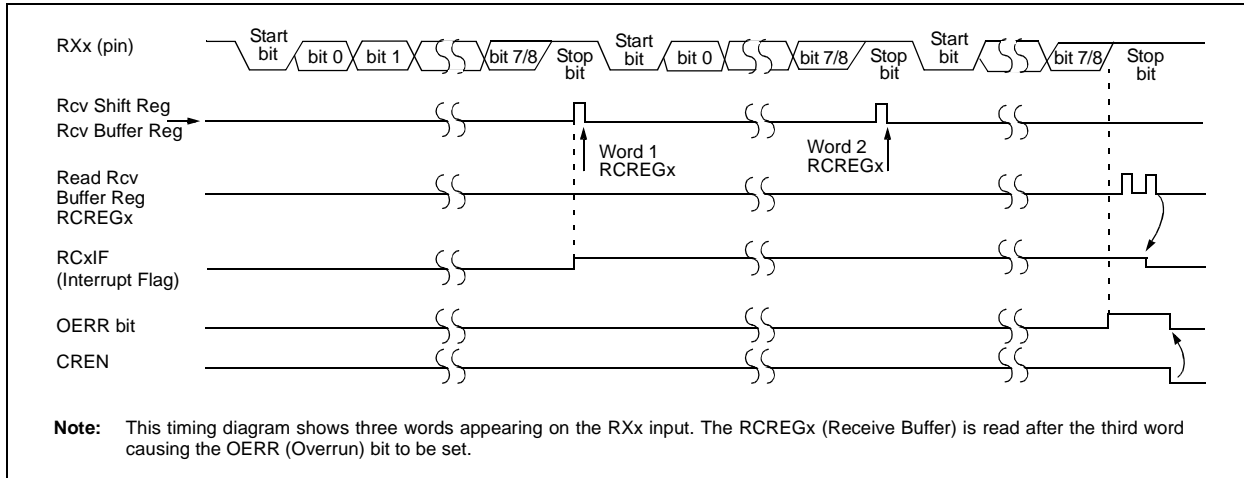 RXx (pin)
Start
bit
bit 0
bit 1
bit 7/8
Stop
bit
Start
bit
bit 0
bit 7/8
Stop
bit
Start
bit
bit 7/8
Stop
bit
Rcv Shift Reg
Rcv Buffer Reg
Word 1
RCREGx
Word 2
RCREGx
Read Rcv
Buffer Reg
RCREGx
RCxIF
(Interrupt Flag)
OERR bit
CREN
Note: This timing diagram shows three words appearing on the RXx input. The RCREGx (Receive Buffer) is read after the third word
causing the OERR (Overrun) bit to be set.